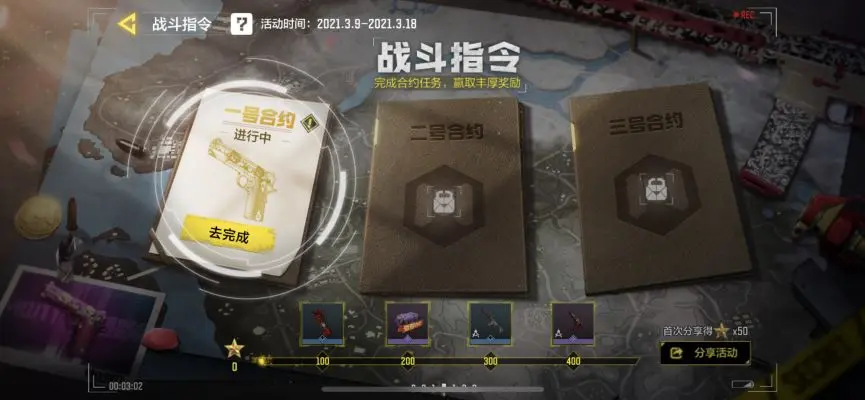 战斗指令 ? 活动时间：2021.3.9-2021.3.18
REC
战斗指令
完成合约任务，赢取丰厚奖励
一号合约
进行中
去完成
二号合约
三号合约
0
100
200
300
400
首次分享得 x50
分享活动
00:03:02